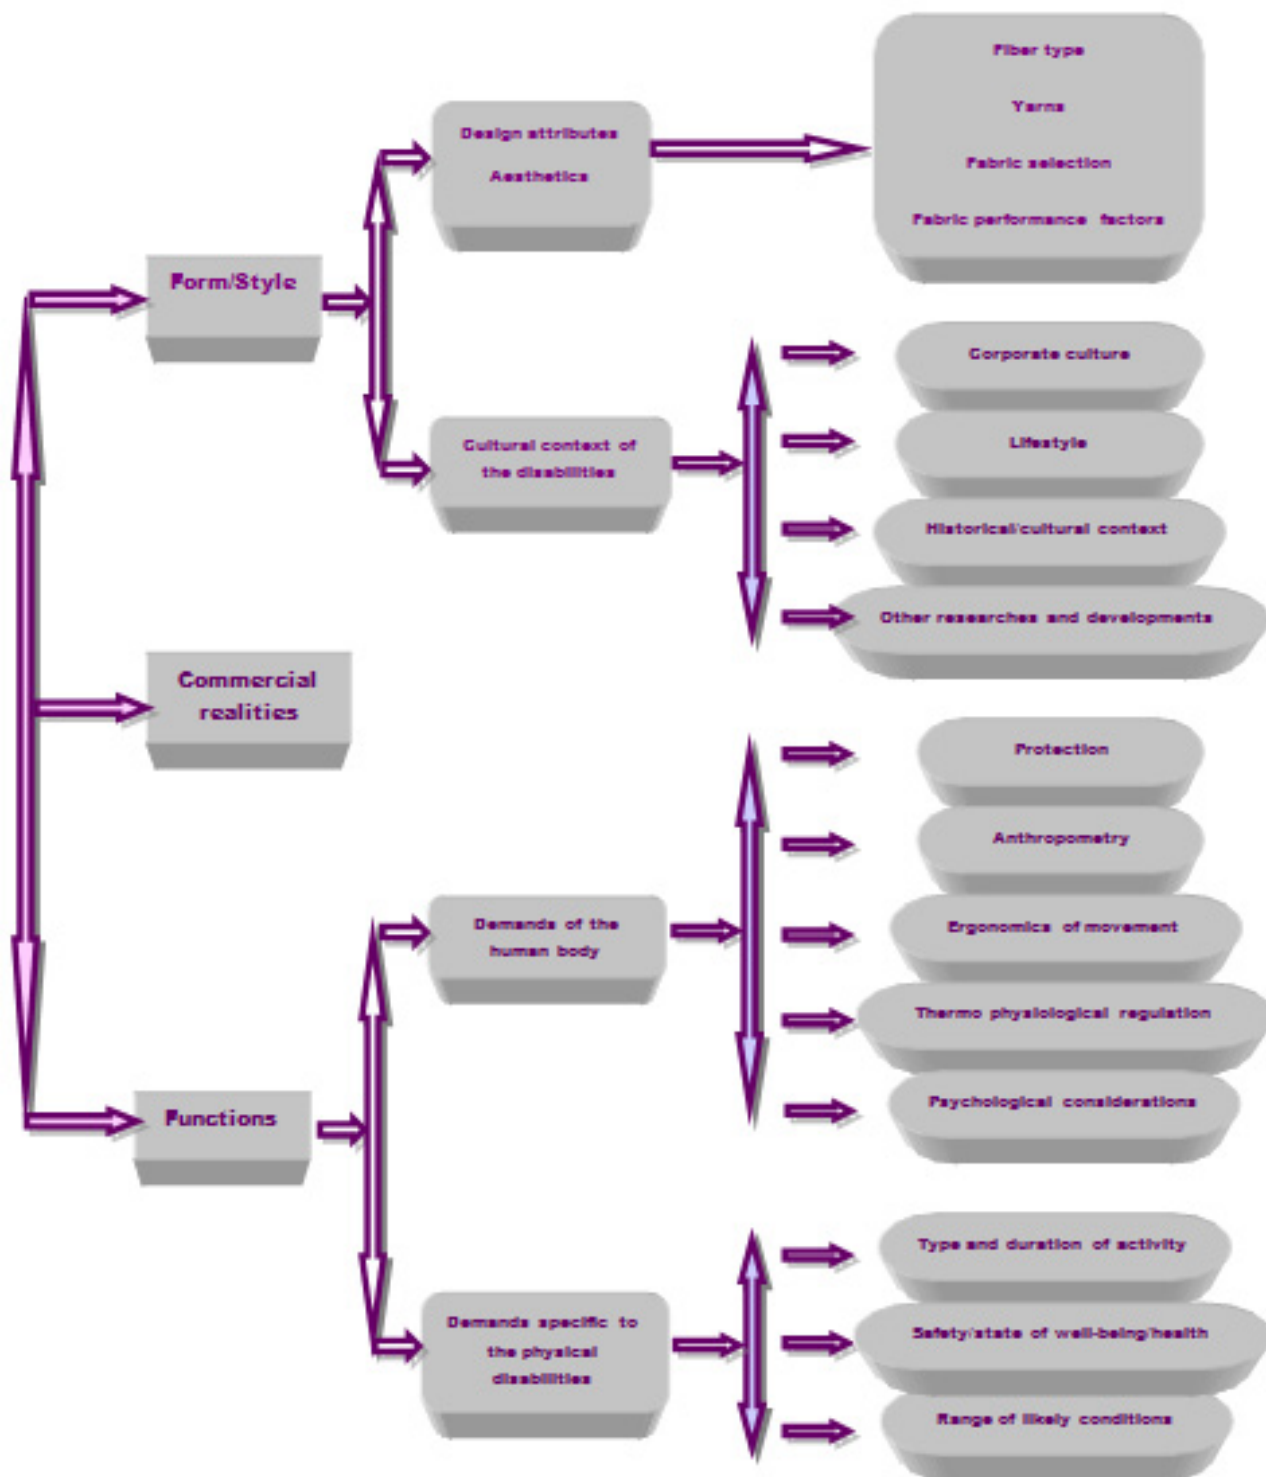 Fiber type
Yarns
Fabric selection
Fabric performance factors
Design attributes
Aesthetics
Form/Style
Corporate culture
Lifestyle
Historical/cultural context
Other researches and developments
Cultural context of
the disabilities
Commercial
realities
Protection
Anthropometry
Ergonomics of movement
Thermo physiological regulation
Psychological considerations
Demands of the
human body
Functions
Type and duration of activity
Safety/state of well-being/health
Range of likely conditions
Demands specific to
the physical
disabilities